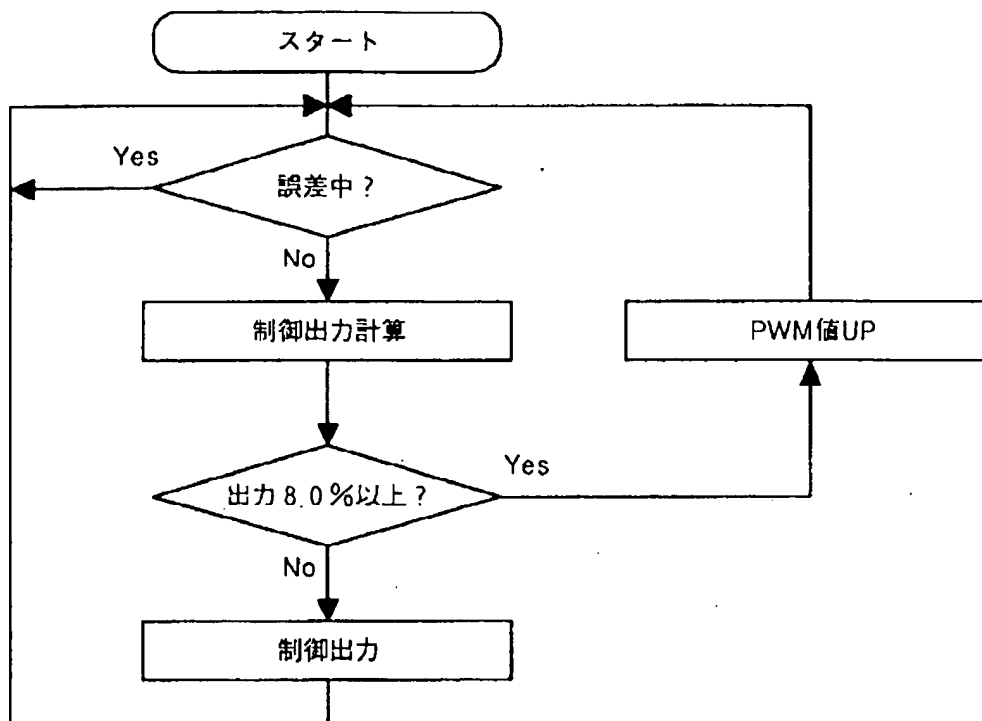 スタート
Yes
誤差中？
No
制御出力計算
PWM値UP
Yes
出力8.0％以上？
No
制御出力